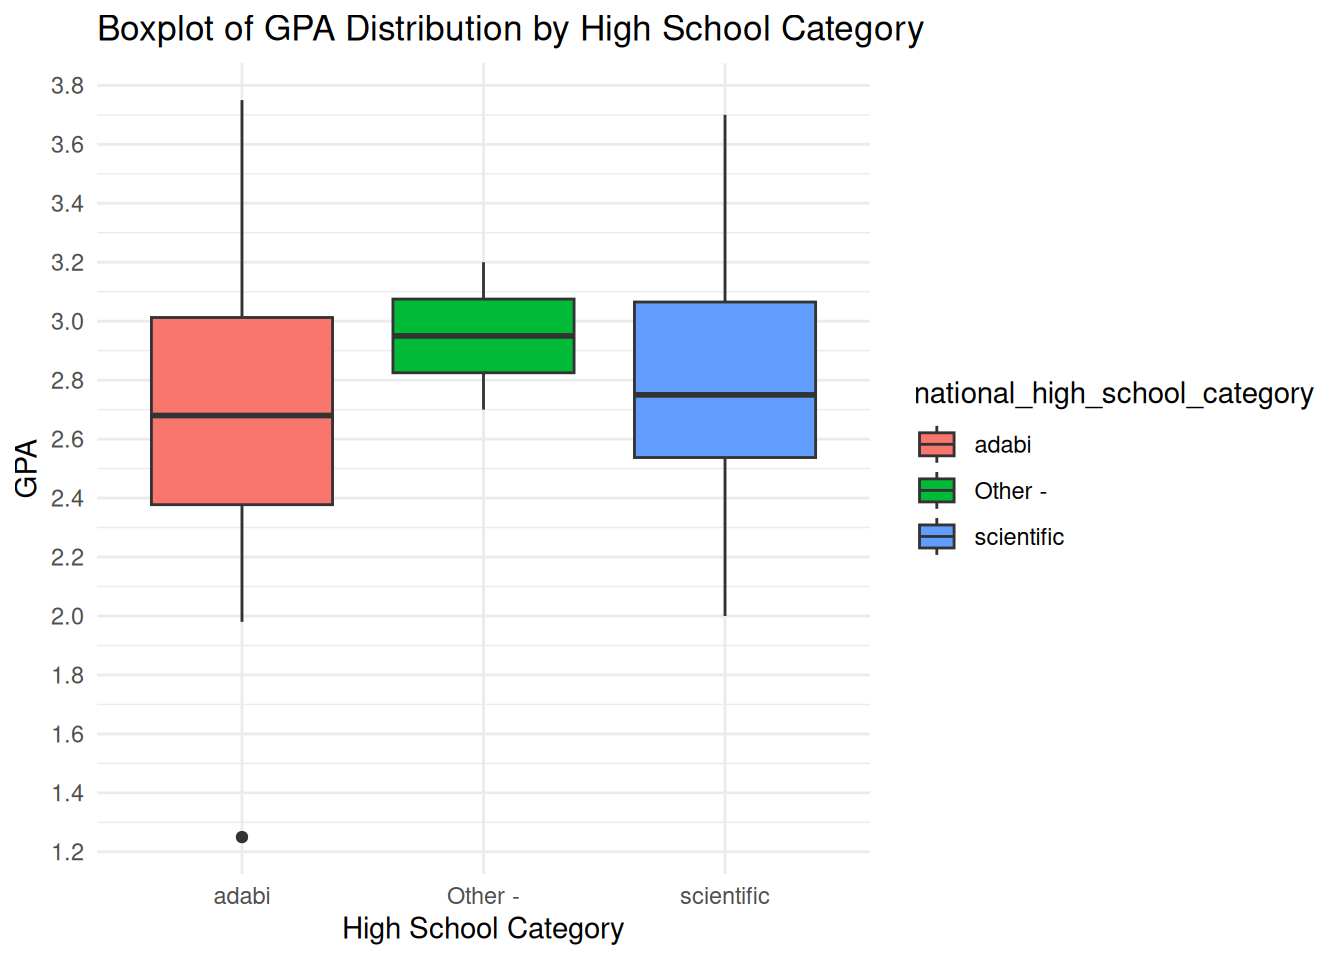 Boxplot of GPA Distribution by High School Category
GPA
3.8
3.6
3.4
3.2
3.0
2.8
2.6
2.4
2.2
2.0
1.8
1.6
1.4
1.2
adabi
Other -
scientific
High School Category
national_high_school_category
adabi
Other -
scientific